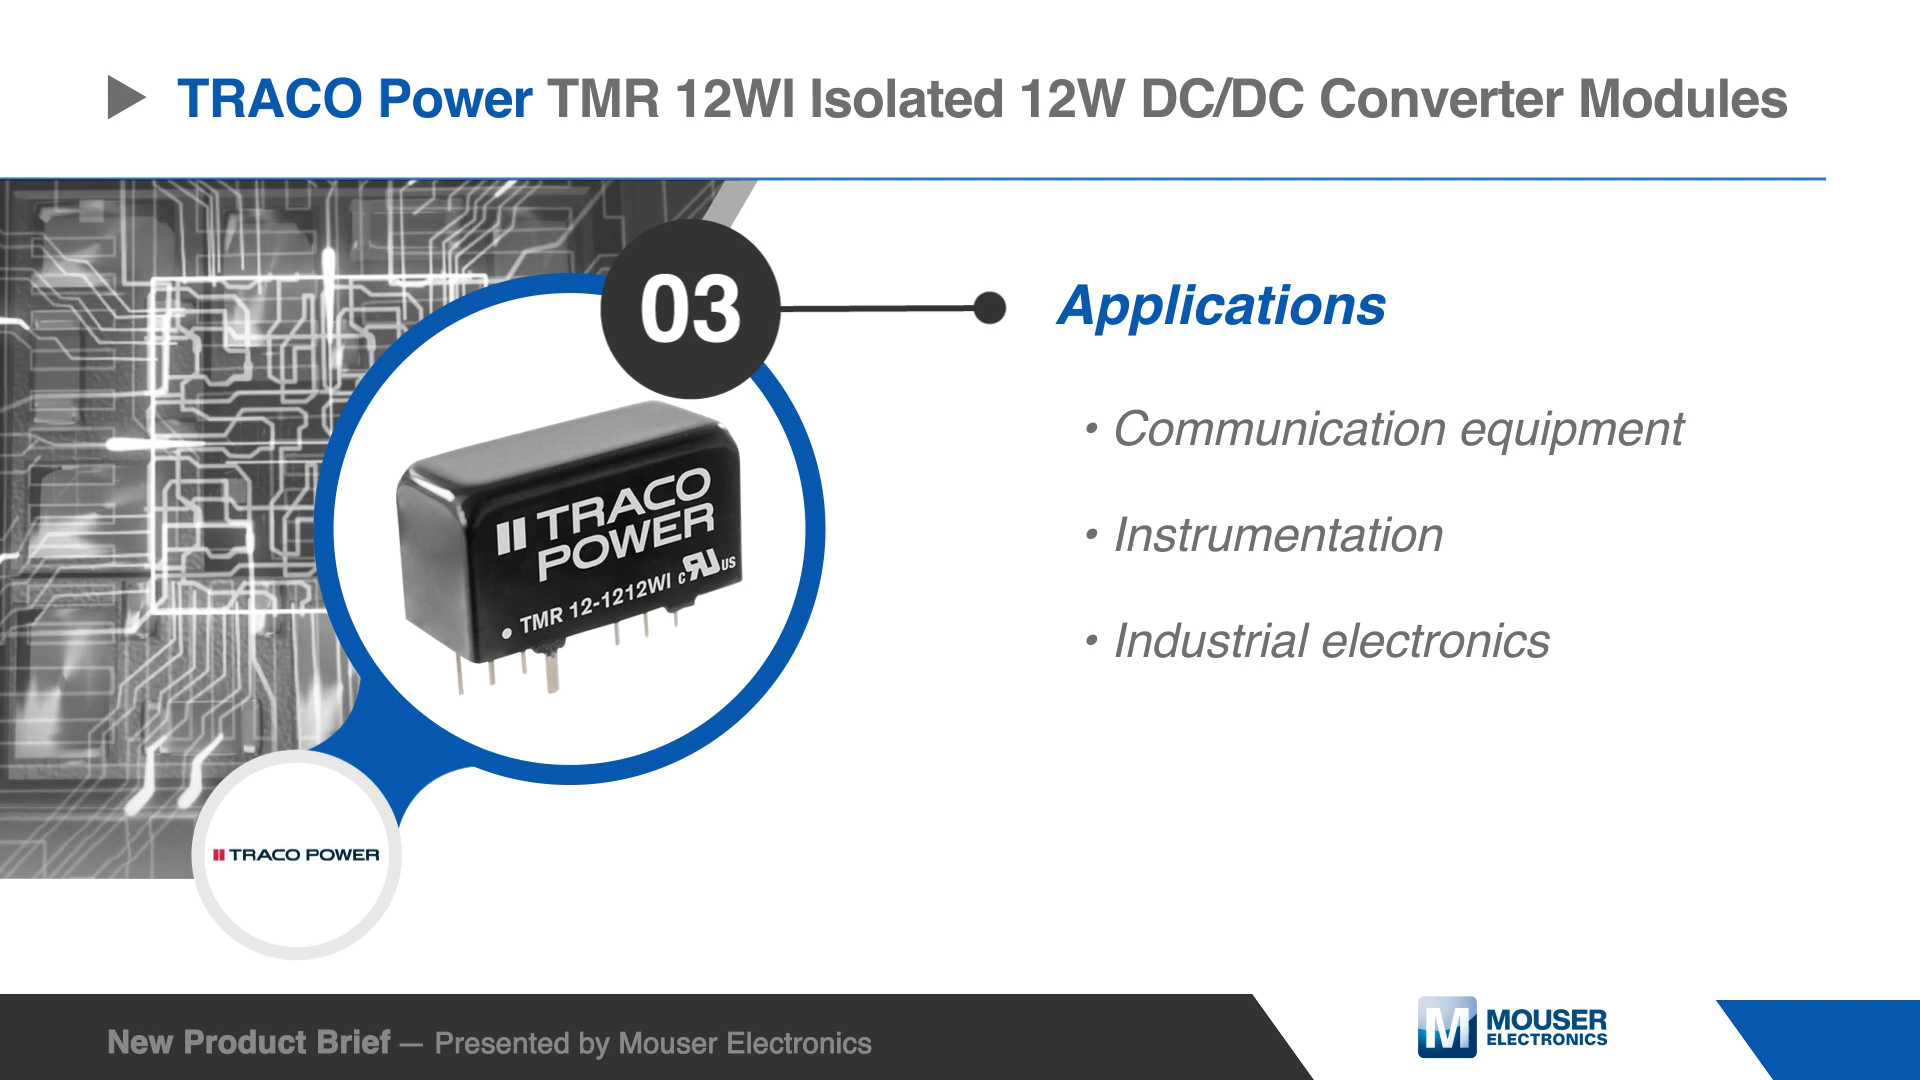 TRACO Power TMR 12WI Isolated 12W DC/DC Converter Modules
03
Applications
• Communication equipment
• Instrumentation
• Industrial electronics
TRACO
POWER
TMR 12-1212WI c RU US
TRACO POWER
New Product Brief — Presented by Mouser Electronics
M MOUSER
ELECTRONICS